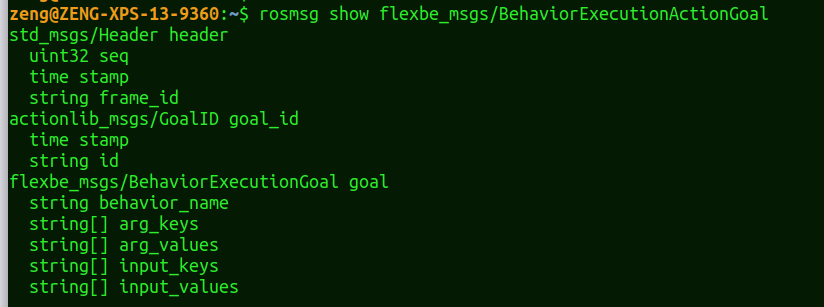 zeng@ZENG-XPS-13-9360:~$ rosmsg show flexbe_msgs/BehaviorExecutionActionGoal
std_msgs/Header header
  uint32 seq
  time stamp
  string frame_id
actionlib_msgs/GoalID goal_id
  time stamp
  string id
flexbe_msgs/BehaviorExecutionGoal goal
  string behavior_name
  string[] arg_keys
  string[] arg_values
  string[] input_keys
  string[] input_values